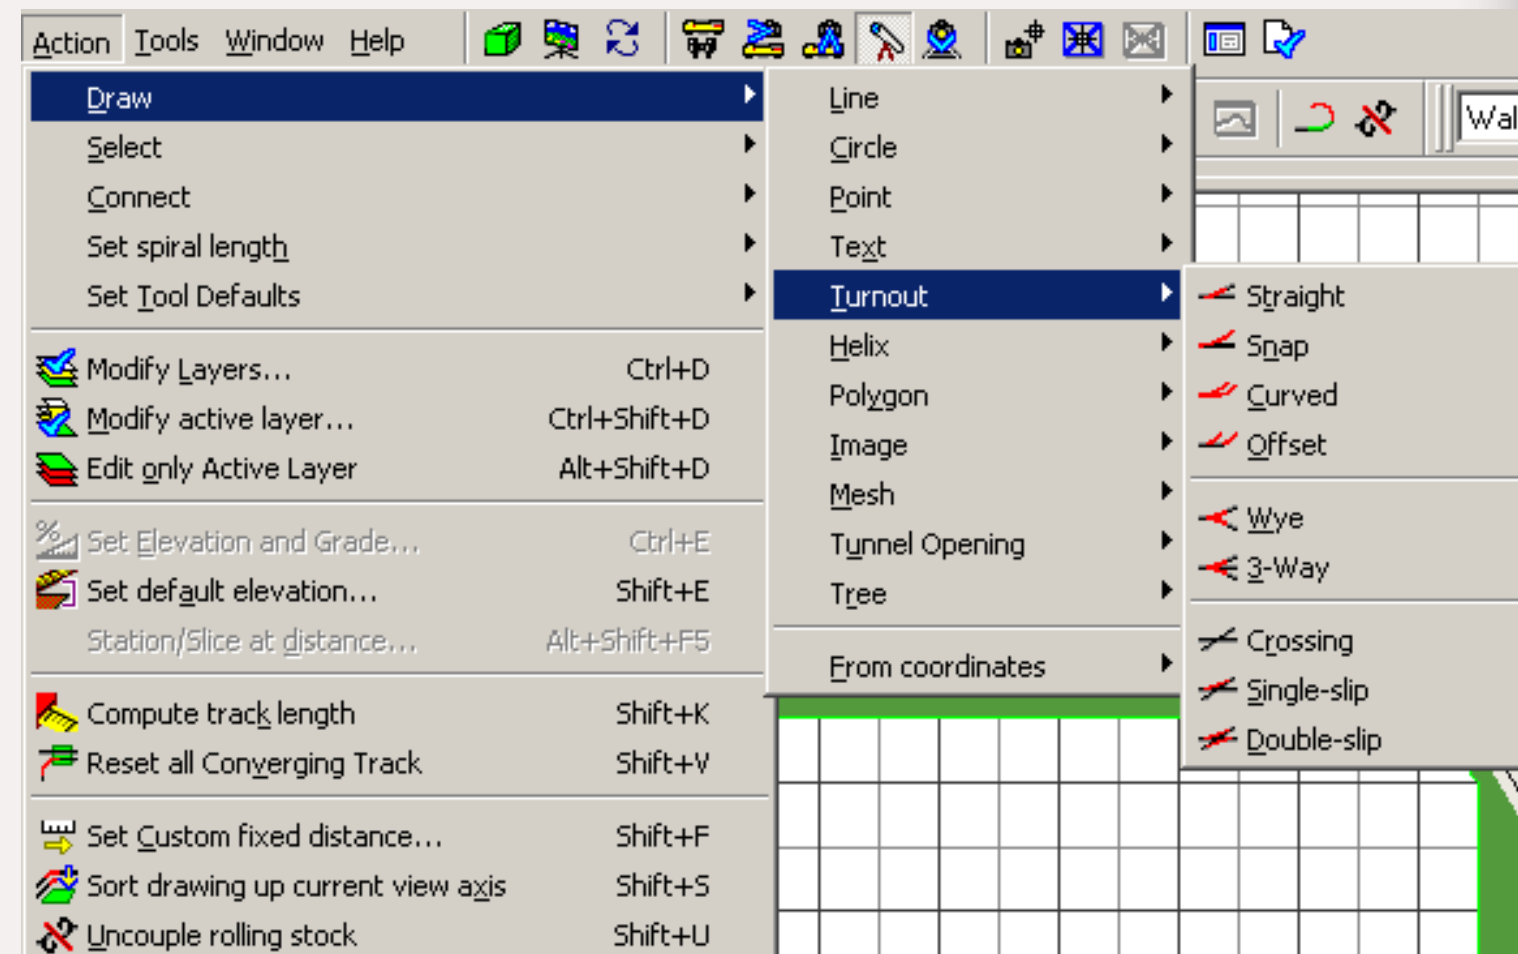 Action Tools Window Help
Wal
Draw
Select
Connect
Set spiral length
Set Tool Defaults
Modify Layers... Ctrl+D
Modify active layer... Ctrl+Shift+D
Edit only Active Layer Alt+Shift+D
Set Elevation and Grade... Ctrl+E
Set default elevation... Shift+E
Station/Slice at distance... Alt+Shift+F5
Compute track length Shift+K
Reset all Converging Track Shift+V
Set Custom fixed distance... Shift+F
Sort drawing up current view axis Shift+S
Uncouple rolling stock Shift+U
Line
Circle
Point
Text
Turnout
Helix
Polygon
Image
Mesh
Tunnel Opening
Tree
From coordinates
Straight
Snap
Curved
Offset
Wye
3-Way
Crossing
Single-slip
Double-slip